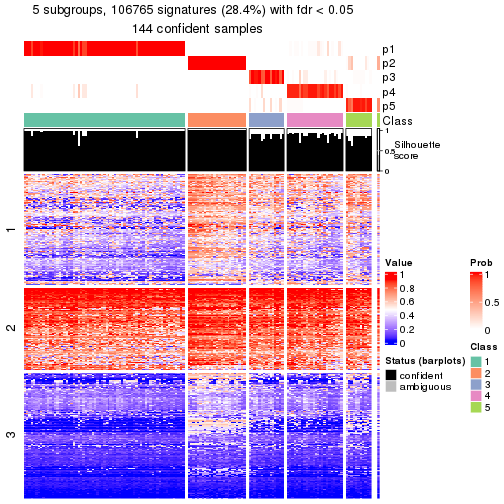 5 subgroups, 106765 signatures (28.4%) with fdr < 0.05
144 confident samples
p1
p2
p3
p4
p5
Class
1
0.5
0
Silhouette
score
1
2
3
Value
1
0.8
0.6
0.4
0.2
0
Prob
1
0.5
0
Status (barplots)
confident
ambiguous
Class
1
2
3
4
5